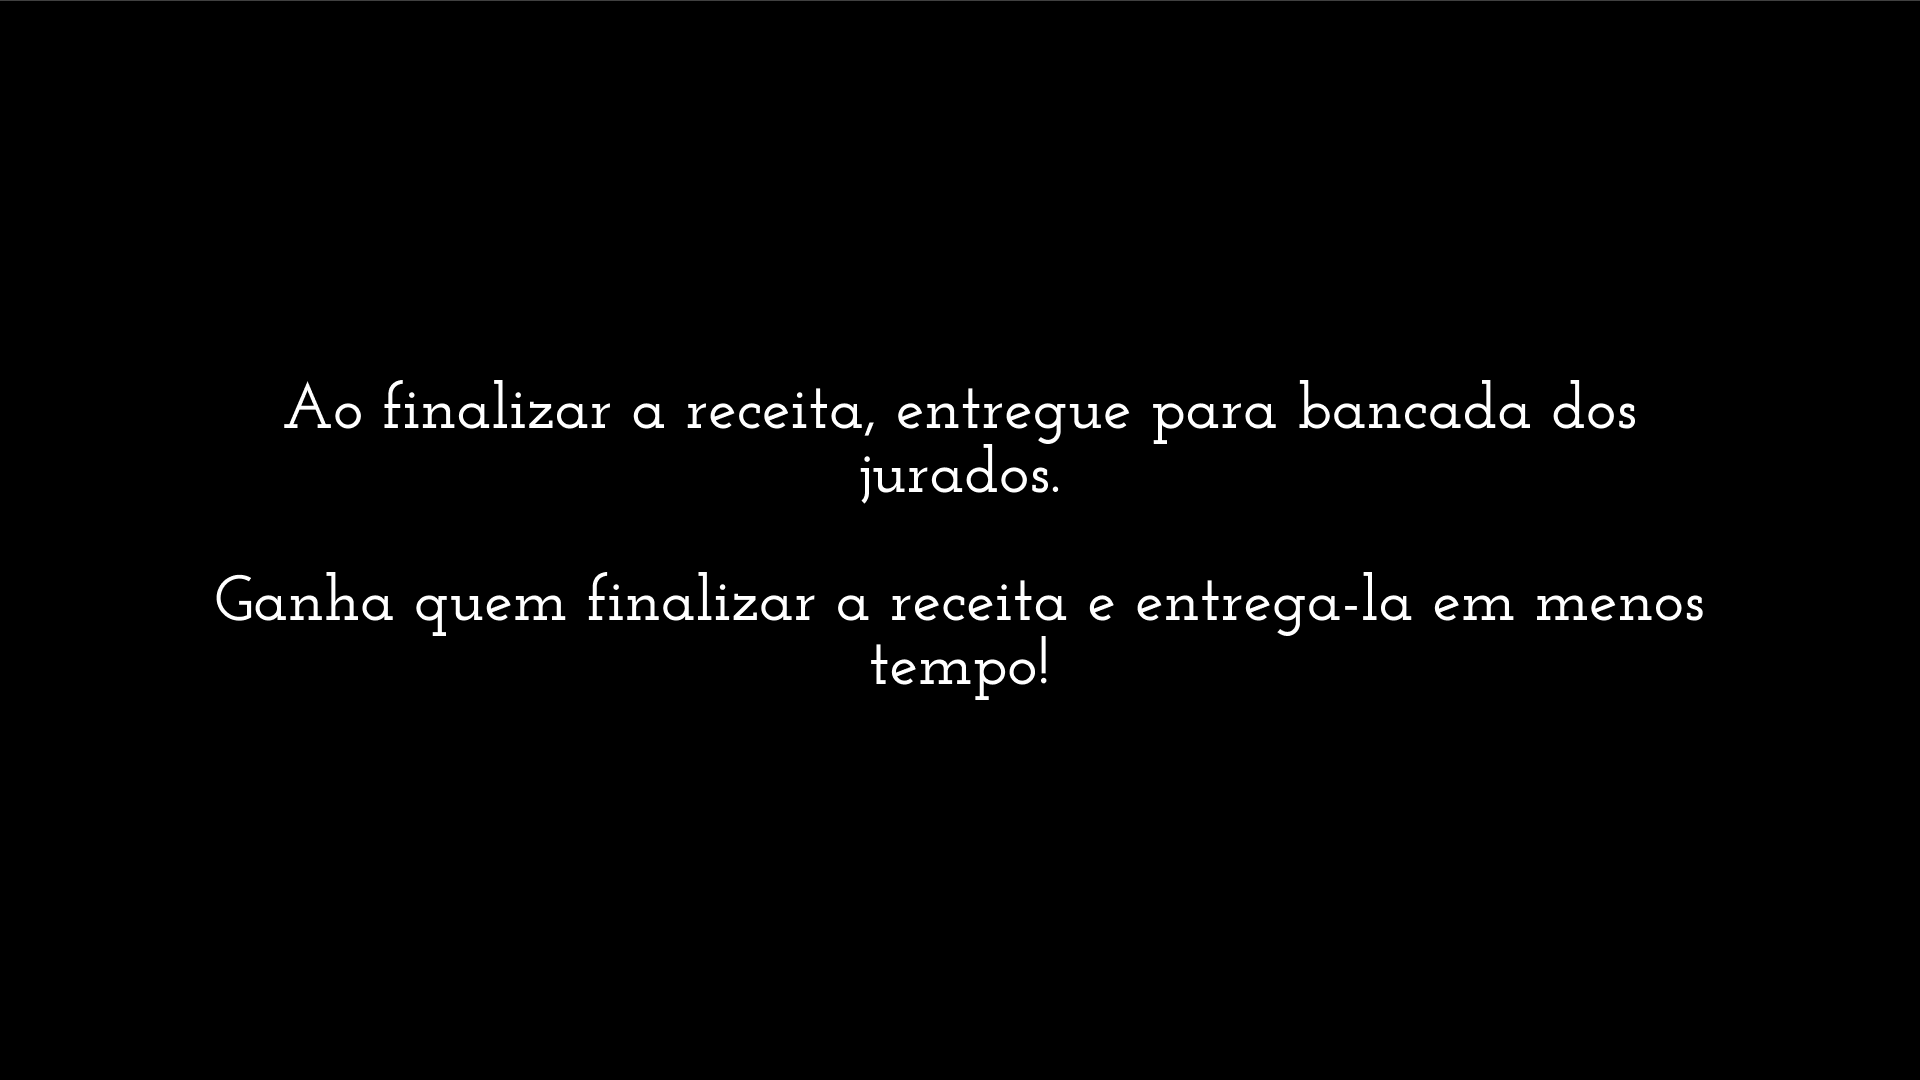 Ao finalizar a receita, entregue para bancada dos
jurados.
Ganha quem finalizar a receita e entrega-la em menos
tempo!